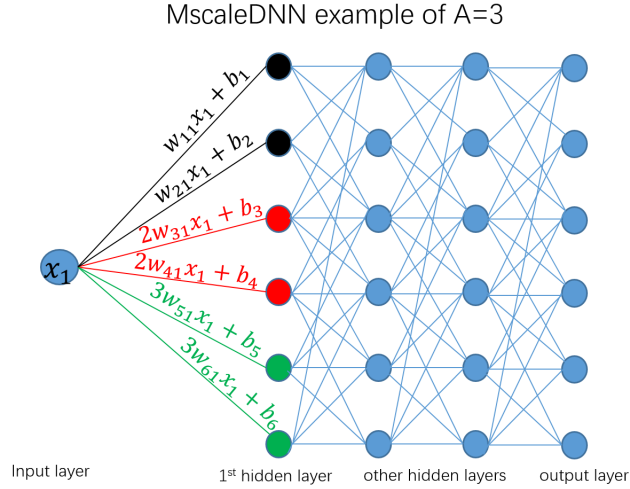 MscaleDNN example of A=3
w₁₁x₁ + b₁
w₂₁x₁ + b₂
2w₃₁x₁ + b₃
2w₄₁x₁ + b₄
3w₅₁x₁ + b₅
3w₆₁x₁ + b₆
x₁
Input layer
1ˢᵗ hidden layer
other hidden layers
output layer